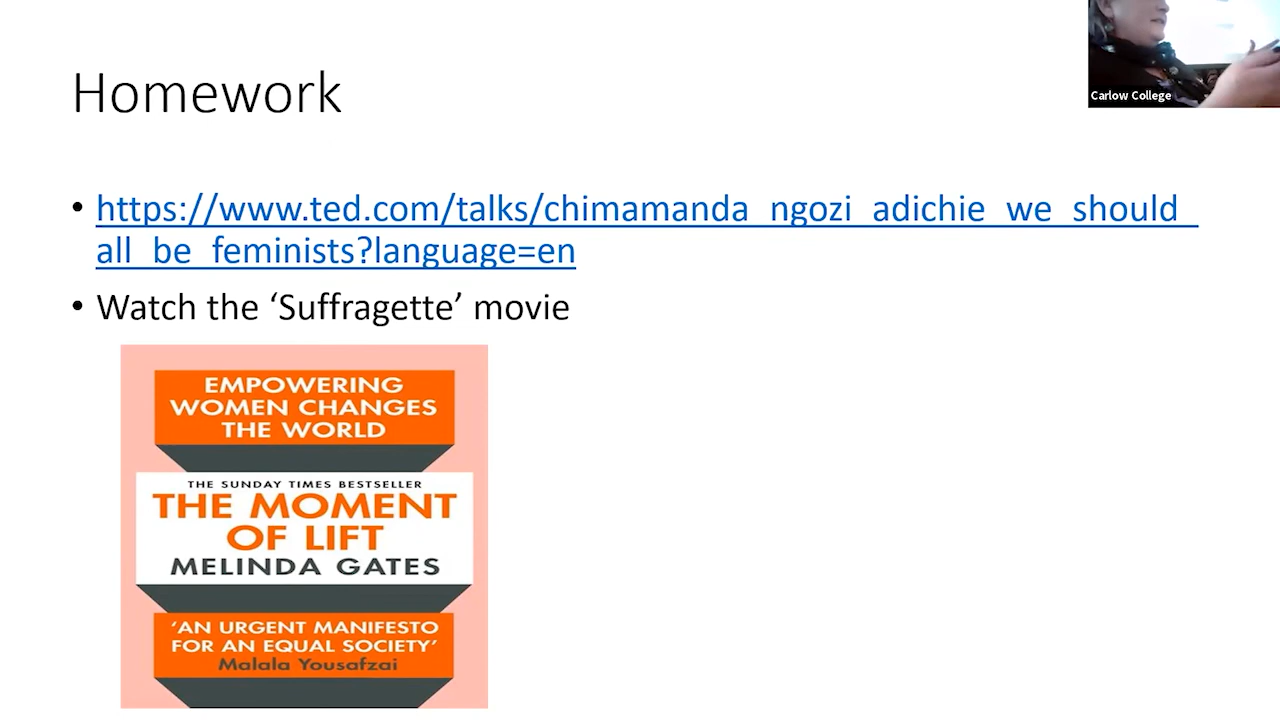 Homework
Carlow College
• https://www.ted.com/talks/chimamanda_ngozi_adichie_we_should_
all_be_feminists?language=en
• Watch the ‘Suffragette’ movie
EMPOWERING
WOMEN CHANGES
THE WORLD
THE SUNDAY TIMES BESTSELLER
THE MOMENT
OF LIFT
MELINDA GATES
‘AN URGENT MANIFESTO
FOR AN EQUAL SOCIETY’
Malala Yousafzai